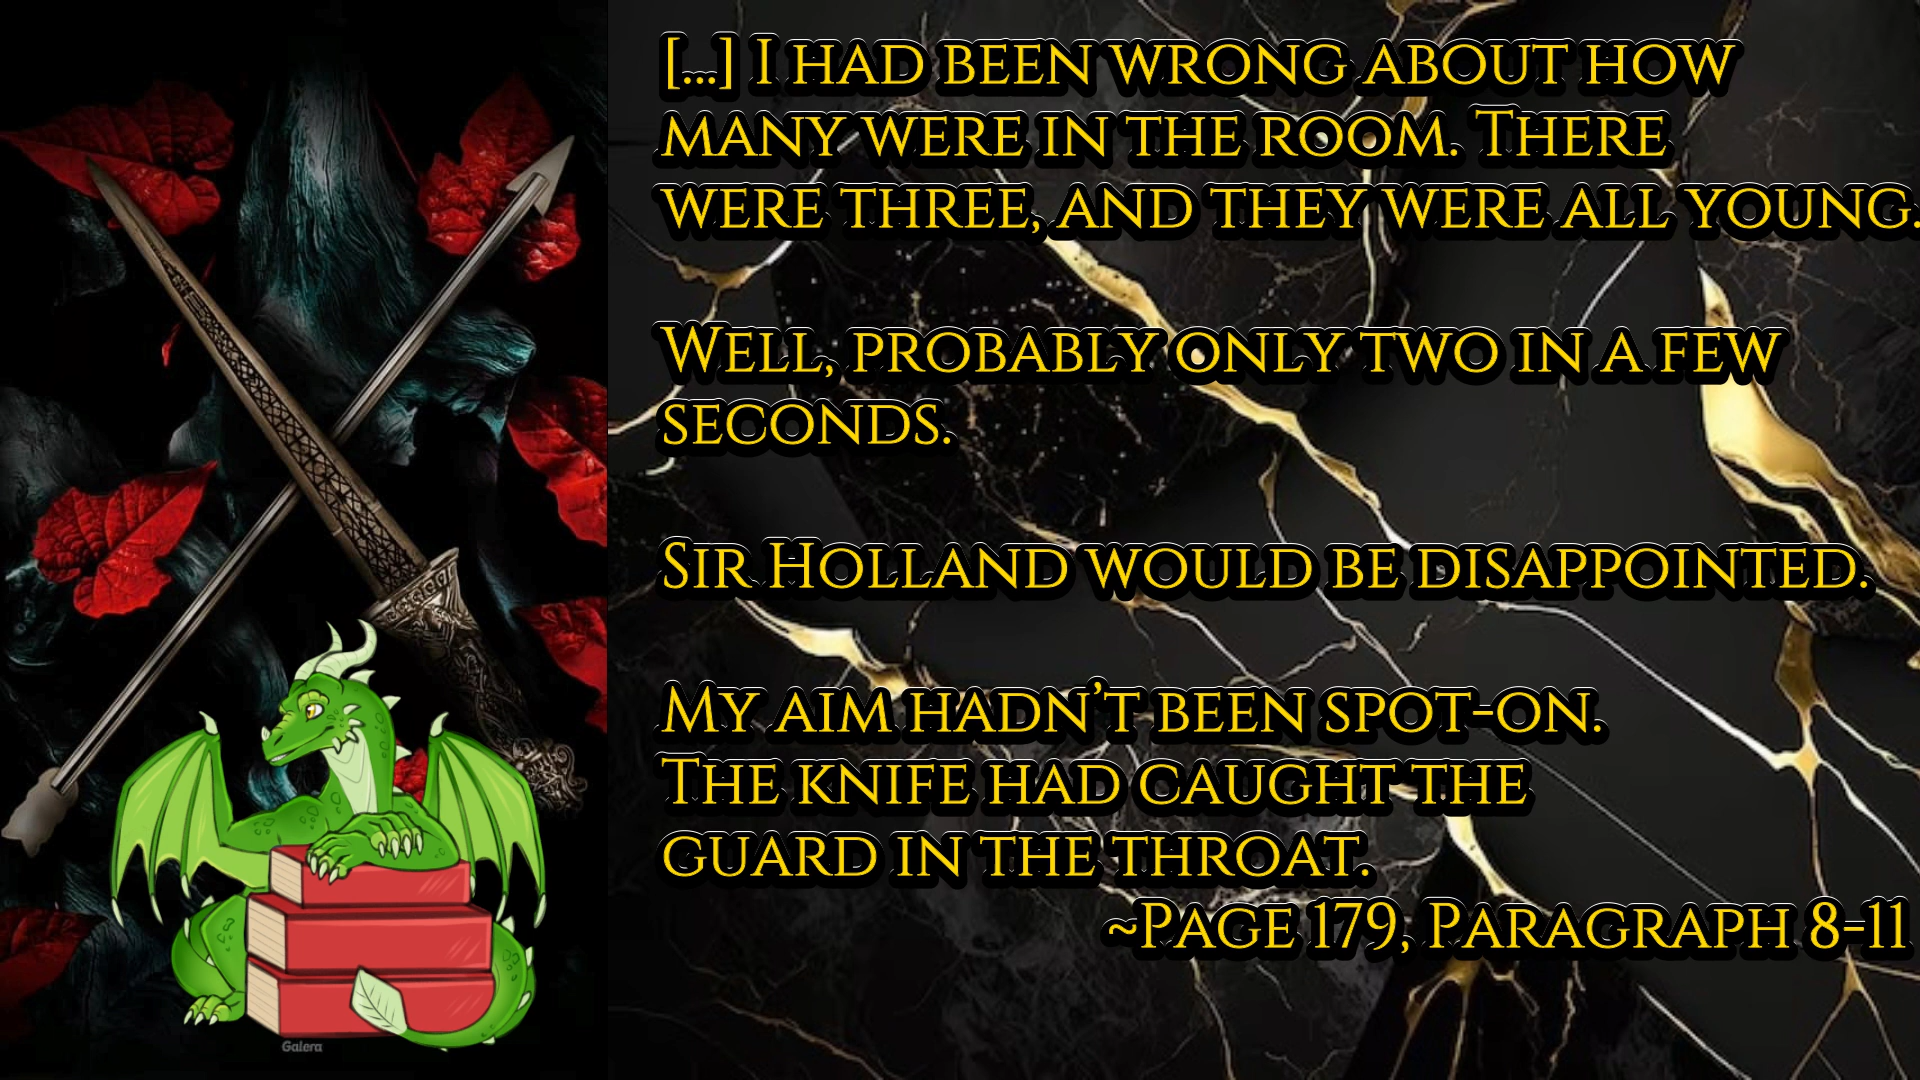 [...] I had been wrong about how
many were in the room. There
were three, and they were all young.
Well, probably only two in a few
seconds.
Sir Holland would be disappointed.
My aim hadn't been spot-on.
The knife had caught the
guard in the throat.
~Page 179, Paragraph 8-11
Galera